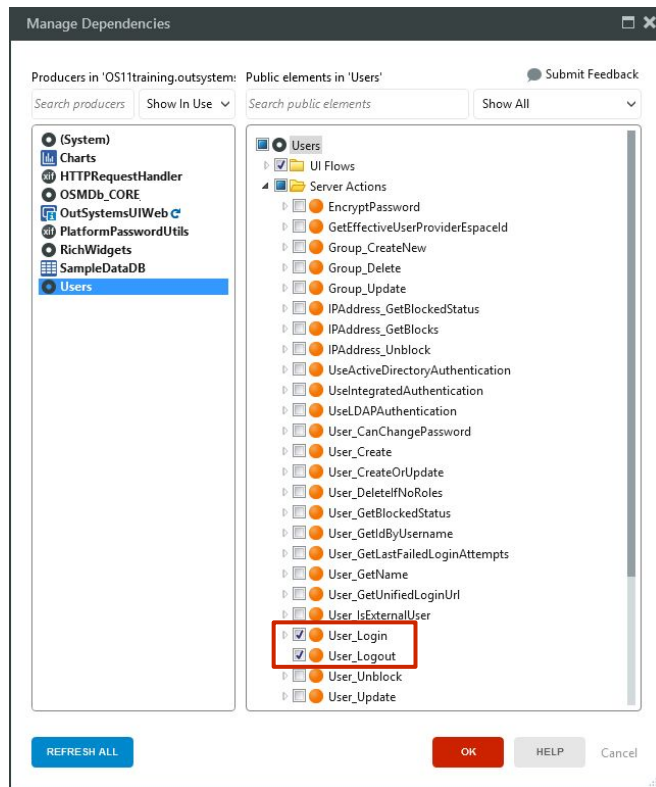 Manage Dependencies
Producers in 'OS11training.outsystem: Public elements in 'Users'
Submit Feedback
Search producers
Show In Use
Search public elements
Show All
(System)
Charts
HTTPRequestHandler
OSMDb_CORE
OutSystemsUIWeb
PlatformPasswordUtils
RichWidgets
SampleDataDB
Users
Users
UI Flows
Server Actions
EncryptPassword
GetEffectiveUserProviderEspaceId
Group_CreateNew
Group_Delete
Group_Update
IPAddress_GetBlockedStatus
IPAddress_GetBlocks
IPAddress_Unblock
UseActiveDirectoryAuthentication
UseIntegratedAuthentication
UseLDAPAuthentication
User_CanChangePassword
User_Create
User_CreateOrUpdate
User_DeleteIfNoRoles
User_GetBlockedStatus
User_GetIdByUsername
User_GetLastFailedLoginAttempts
User_GetName
User_GetUnifiedLoginUrl
User_IsExternalUser
User_Login
User_Logout
User_Unblock
User_Update
REFRESH ALL
OK
HELP
Cancel